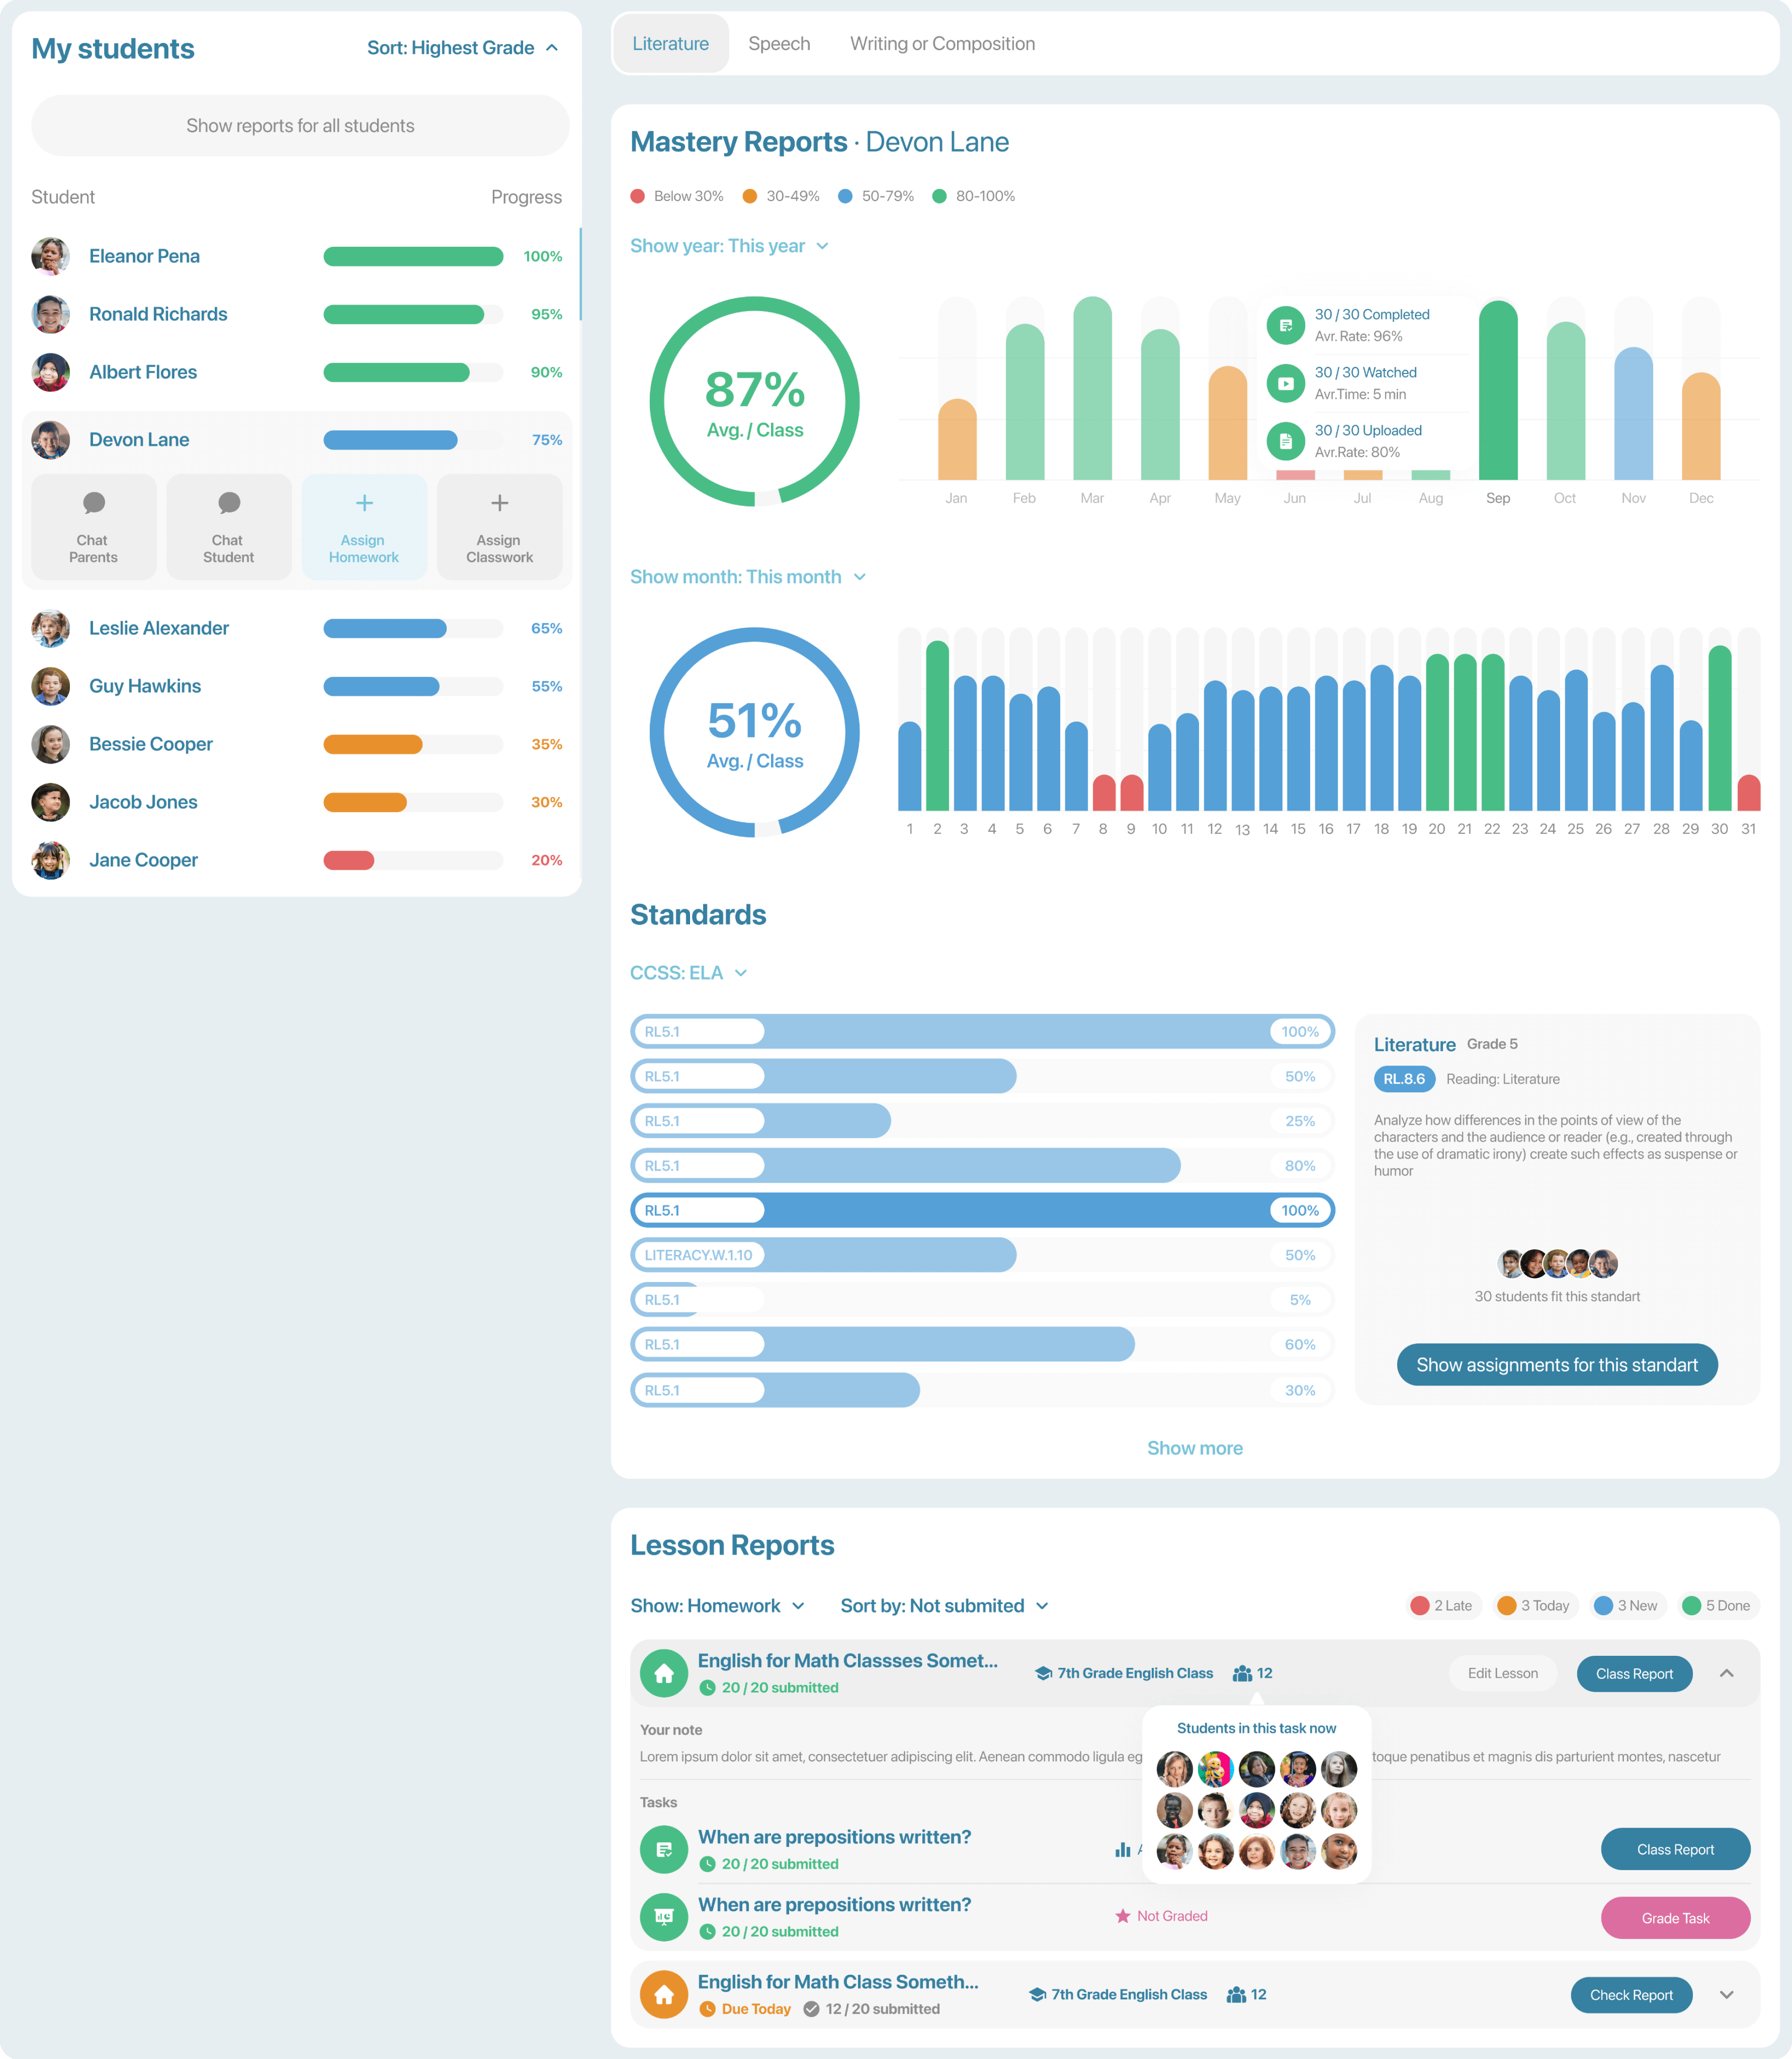 My students
Sort: Highest Grade
Show reports for all students
Student
Progress
Eleanor Pena
100%
Ronald Richards
95%
Albert Flores
90%
Devon Lane
75%
Chat
Parents
Chat
Student
Assign
Homework
Assign
Classwork
Leslie Alexander
65%
Guy Hawkins
55%
Bessie Cooper
35%
Jacob Jones
30%
Jane Cooper
20%
Literature
Speech
Writing or Composition
Mastery Reports · Devon Lane
Below 30%
30-49%
50-79%
80-100%
Show year: This year
87%
Avg. / Class
30 / 30 Completed
Avr. Rate: 96%
30 / 30 Watched
Avr.Time: 5 min
30 / 30 Uploaded
Avr.Rate: 80%
Jan Feb Mar Apr May Jun Jul Aug Sep Oct Nov Dec
Show month: This month
51%
Avg. / Class
1 2 3 4 5 6 7 8 9 10 11 12 13 14 15 16 17 18 19 20 21 22 23 24 25 26 27 28 29 30 31
Standards
CCSS: ELA
RL5.1 100%
RL5.1 50%
RL5.1 25%
RL5.1 80%
RL5.1 100%
LITERACY.W.1.10 50%
RL5.1 5%
RL5.1 60%
RL5.1 30%
Literature Grade 5
RL.8.6 Reading: Literature
Analyze how differences in the points of view of the
characters and the audience or reader (e.g., created through
the use of dramatic irony) create such effects as suspense or
humor
30 students fit this standart
Show assignments for this standart
Show more
Lesson Reports
Show: Homework
Sort by: Not submited
2 Late
3 Today
3 New
5 Done
English for Math Classses Somet...
20 / 20 submitted
7th Grade English Class
12
Edit Lesson
Class Report
Students in this task now
Your note
Lorem ipsum dolor sit amet, consectetuer adipiscing elit. Aenean commodo ligula eg
toque penatibus et magnis dis parturient montes, nascetur
Tasks
When are prepositions written?
20 / 20 submitted
Class Report
When are prepositions written?
20 / 20 submitted
Not Graded
Grade Task
English for Math Class Someth...
Due Today
12 / 20 submitted
7th Grade English Class
12
Check Report